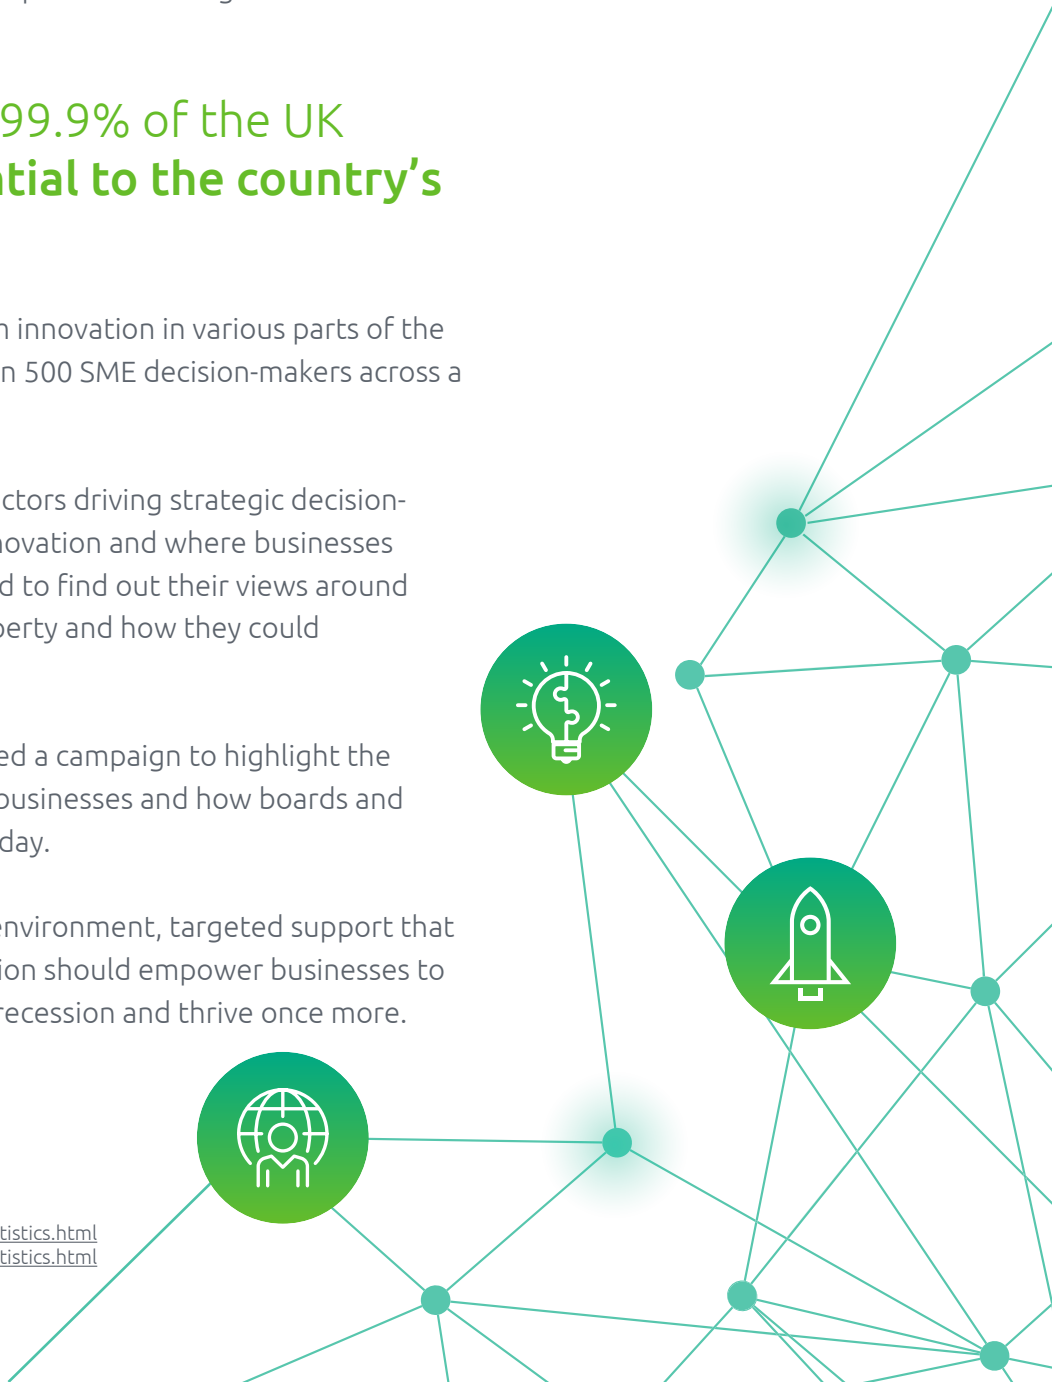 99.9% of the UK
ntial to the country's
n innovation in various parts of the
n 500 SME decision-makers across a
ctors driving strategic decision-
novation and where businesses
d to find out their views around
perty and how they could
ed a campaign to highlight the
businesses and how boards and
day.
environment, targeted support that
ion should empower businesses to
recession and thrive once more.
tistics.html
tistics.html